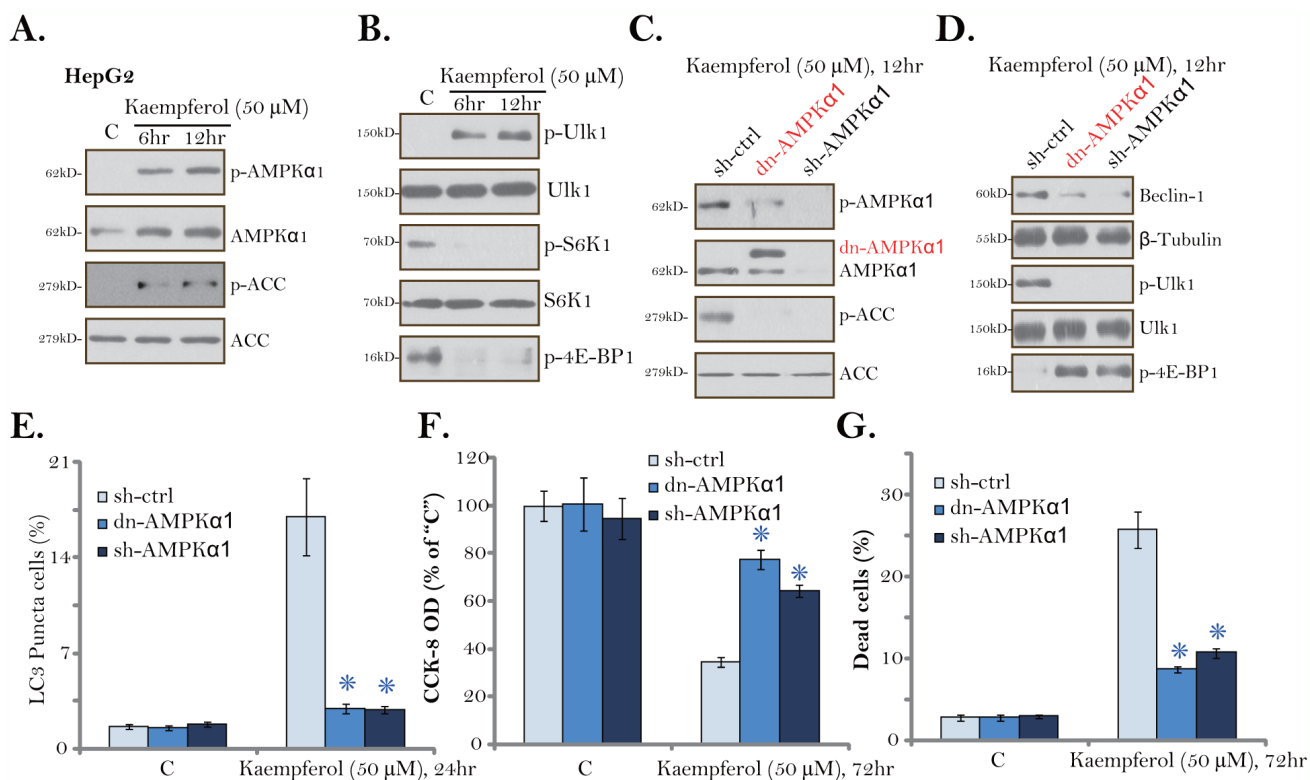 A.
HepG2
Kaempferol (50 μM)
C
6hr 12hr
62kD- p-AMPKα1
62kD- AMPKα1
279kD- p-ACC
279kD- ACC
B.
Kaempferol (50 μM)
C 6hr 12hr
150kD- p-Ulk1
150kD- Ulk1
70kD- p-S6K1
70kD- S6K1
16kD- p-4E-BP1
C.
Kaempferol (50 μM), 12hr
sh-ctrl dn-AMPKα1 sh-AMPKα1
62kD- p-AMPKα1
dn-AMPKα1
62kD- AMPKα1
279kD- p-ACC
279kD- ACC
D.
Kaempferol (50 μM), 12hr
sh-ctrl dn-AMPKα1 sh-AMPKα1
60kD- Beclin-1
55kD- β-Tubulin
150kD- p-Ulk1
150kD- Ulk1
16kD- p-4E-BP1
E.
LC3 Puncta cells (%)
21
14
7
0
sh-ctrl
dn-AMPKα1
sh-AMPKα1
* *
C Kaempferol (50 μM), 24hr
F.
CCK-8 OD (% of “C”)
120
100
80
60
40
20
0
sh-ctrl
dn-AMPKα1
sh-AMPKα1
* *
C Kaempferol (50 μM), 72hr
G.
Dead cells (%)
30
20
10
0
sh-ctrl
dn-AMPKα1
sh-AMPKα1
* *
C Kaempferol (50 μM), 72hr